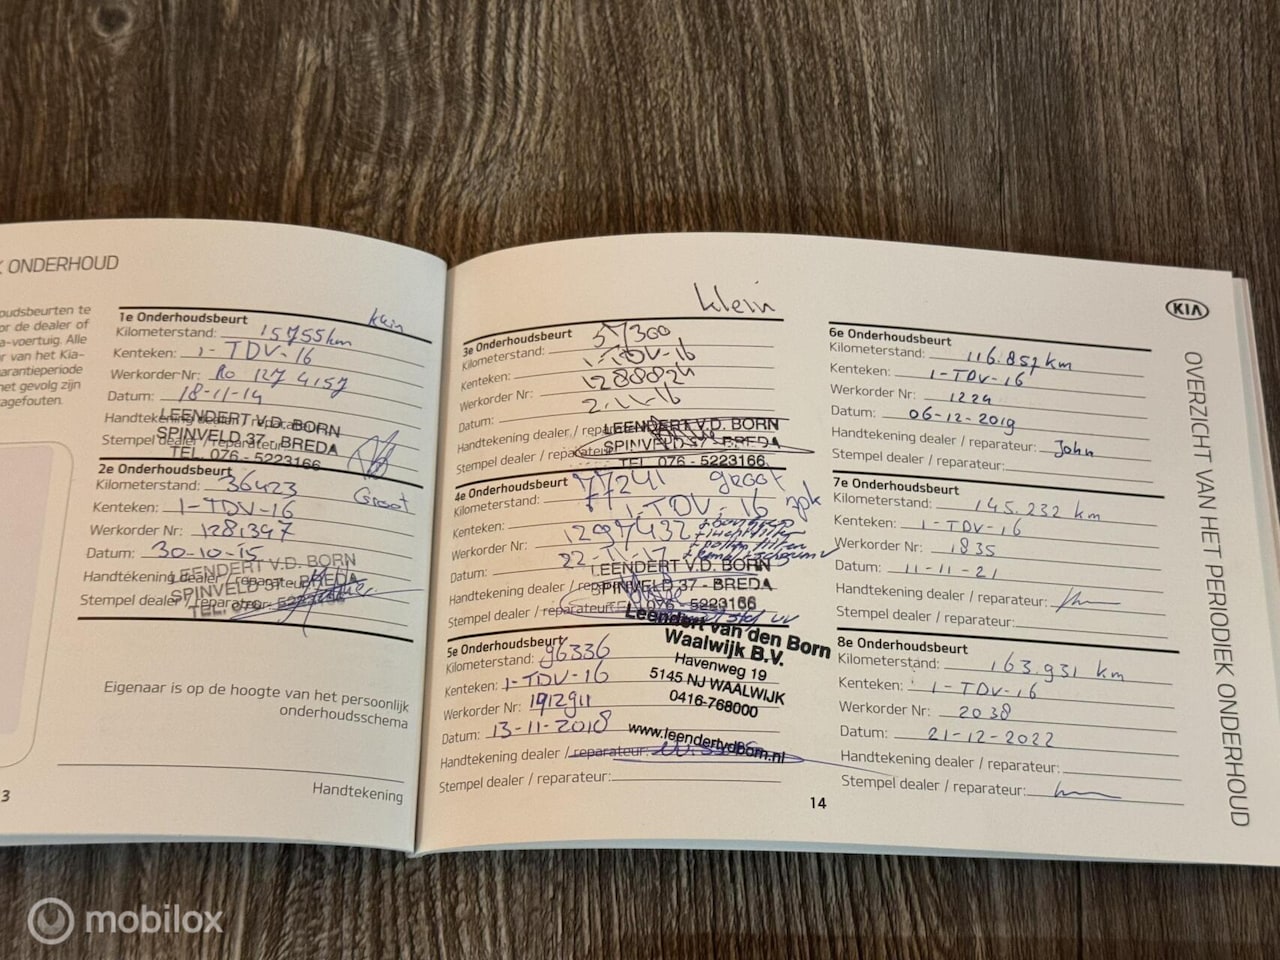 K ONDERHOUD
oudsbeurten te
or de dealer of
a-voertuig. Alle
r van het Kia-
arantieperiode
net gevolg zijn
agefouten.
1e Onderhoudsbeurt klein
Kilometerstand: 15755km
Kenteken: 1-TDV-16
Werkorder Nr: Ro 127 4157
Datum: 18-11-14
Handtekening dealer / reparateur:
Stempel dealer / reparateur:
LEENDERT V.D. BORN
SPINVELD 37 - BREDA
TEL. 076 - 5223166
2e Onderhoudsbeurt
Kilometerstand: 36423 Groot
Kenteken: 1-TDV-16
Werkorder Nr: 1281347
Datum: 30-10-15
Handtekening dealer / reparateur:
Stempel dealer / reparateur:
LEENDERT V.D. BORN
SPINVELD 37 - BREDA
TEL. 076 - 5223166
Eigenaar is op de hoogte van het persoonlijk
onderhoudsschema
Handtekening
3
klein
3e Onderhoudsbeurt
Kilometerstand: 57300
Kenteken: 1-TDV-16
Werkorder Nr: 1288824
Datum: 2-11-16
Handtekening dealer / reparateur:
Stempel dealer / reparateur:
LEENDERT V.D. BORN
SPINVELD 37 - BREDA
TEL. 076 - 5223166
4e Onderhoudsbeurt
Kilometerstand: 77241 groot
Kenteken: 1-TDV-16 apk
Werkorder Nr: 1297432
Datum: 22-11-17
+ luchtfilter
+ pollenfilter
Handtekening dealer / reparateur:
Stempel dealer / reparateur:
LEENDERT V.D. BORN
SPINVELD 37 - BREDA
TEL. 076 - 5223166
5e Onderhoudsbeurt
Kilometerstand: 96336
Kenteken: 1-TDV-16
Werkorder Nr: 1912911
Datum: 13-11-2018
Handtekening dealer / reparateur:
Stempel dealer / reparateur:
Leendert van den Born
Waalwijk B.V.
Havenweg 19
5145 NJ WAALWIJK
0416-768000
www.leendertvdborn.nl
6e Onderhoudsbeurt
Kilometerstand: 116.857 km
Kenteken: 1-TDV-16
Werkorder Nr: 1224
Datum: 06-12-2019
Handtekening dealer / reparateur: John
Stempel dealer / reparateur:
7e Onderhoudsbeurt
Kilometerstand: 145.232 km
Kenteken: 1-TDV-16
Werkorder Nr: 1835
Datum: 11-11-21
Handtekening dealer / reparateur:
Stempel dealer / reparateur:
8e Onderhoudsbeurt
Kilometerstand: 163.931 km
Kenteken: 1-TDV-16
Werkorder Nr: 2038
Datum: 21-12-2022
Handtekening dealer / reparateur:
Stempel dealer / reparateur:
14
KIA
OVERZICHT VAN HET PERIODIEK ONDERHOUD
mobilox